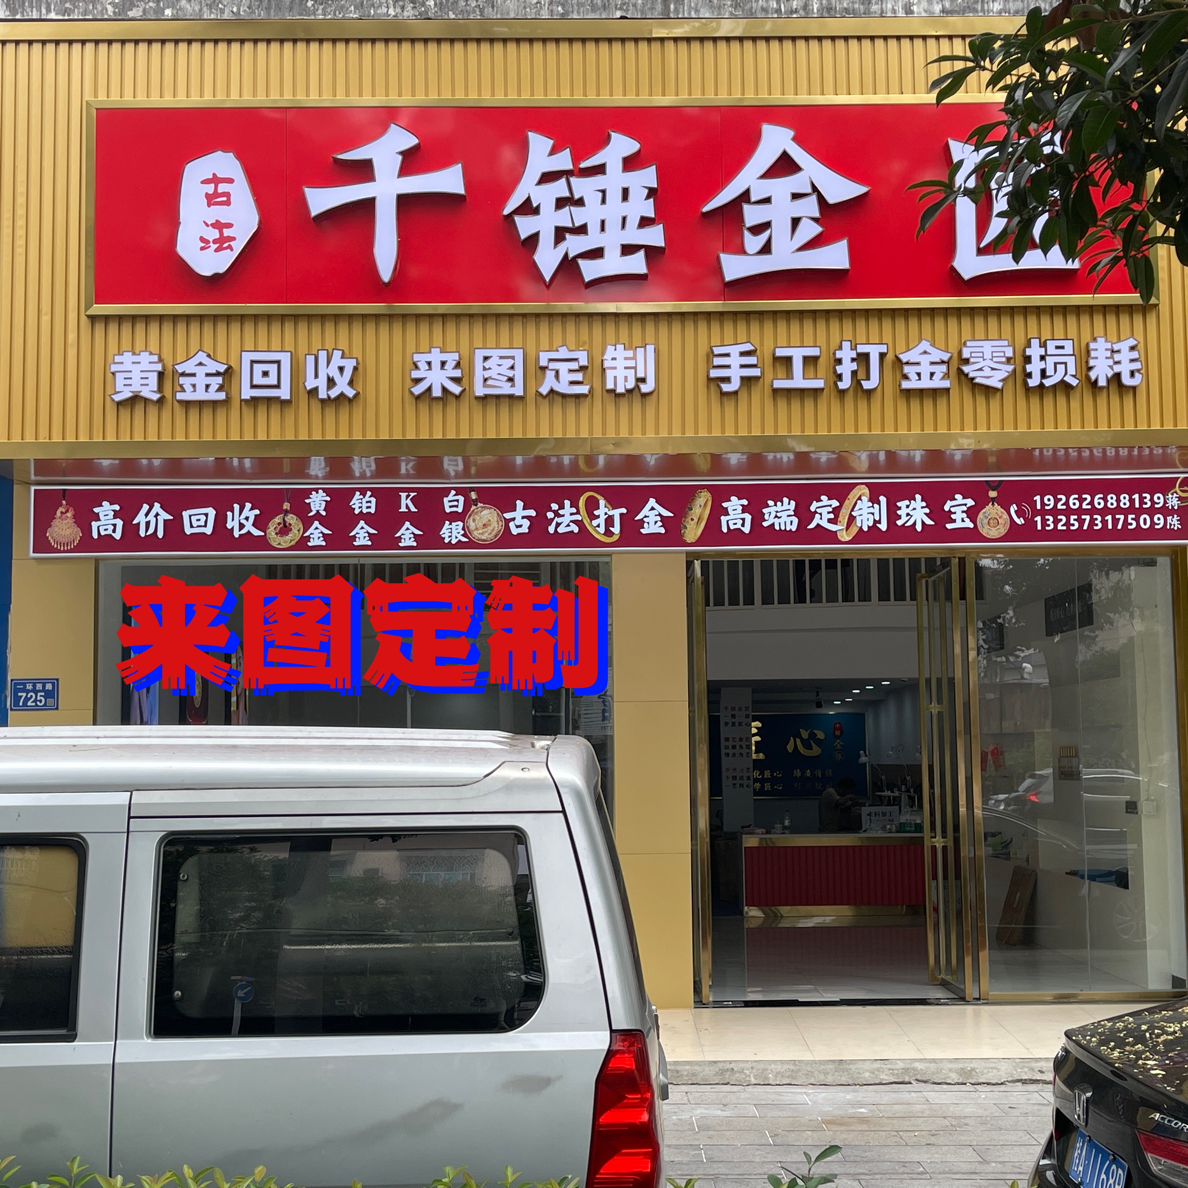 古法
千锤金匠
黄金回收 来图定制 手工打金零损耗
高价回收 黄金 铂金 K金 白银 古法打金 高端定制珠宝 19262688139蒋
13257317509陈
来图定制
一环西路
725
匠心
ACCORD